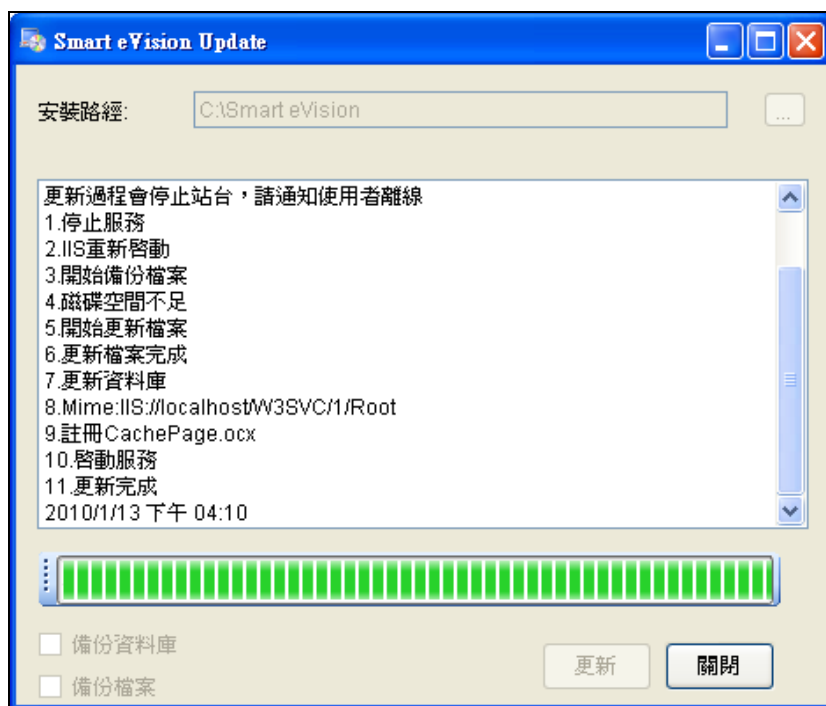 Smart eVision Update
安裝路經: C:\Smart eVision ...
更新過程會停止站台,請通知使用者離線
1.停止服務
2.IIS重新啓動
3.開始備份檔案
4.磁碟空間不足
5.開始更新檔案
6.更新檔案完成
7.更新資料庫
8.Mime:IIS://localhost/W3SVC/1/Root
9.註冊CachePage.ocx
10.啓動服務
11.更新完成
2010/1/13 下午 04:10
備份資料庫
備份檔案
更新 關閉